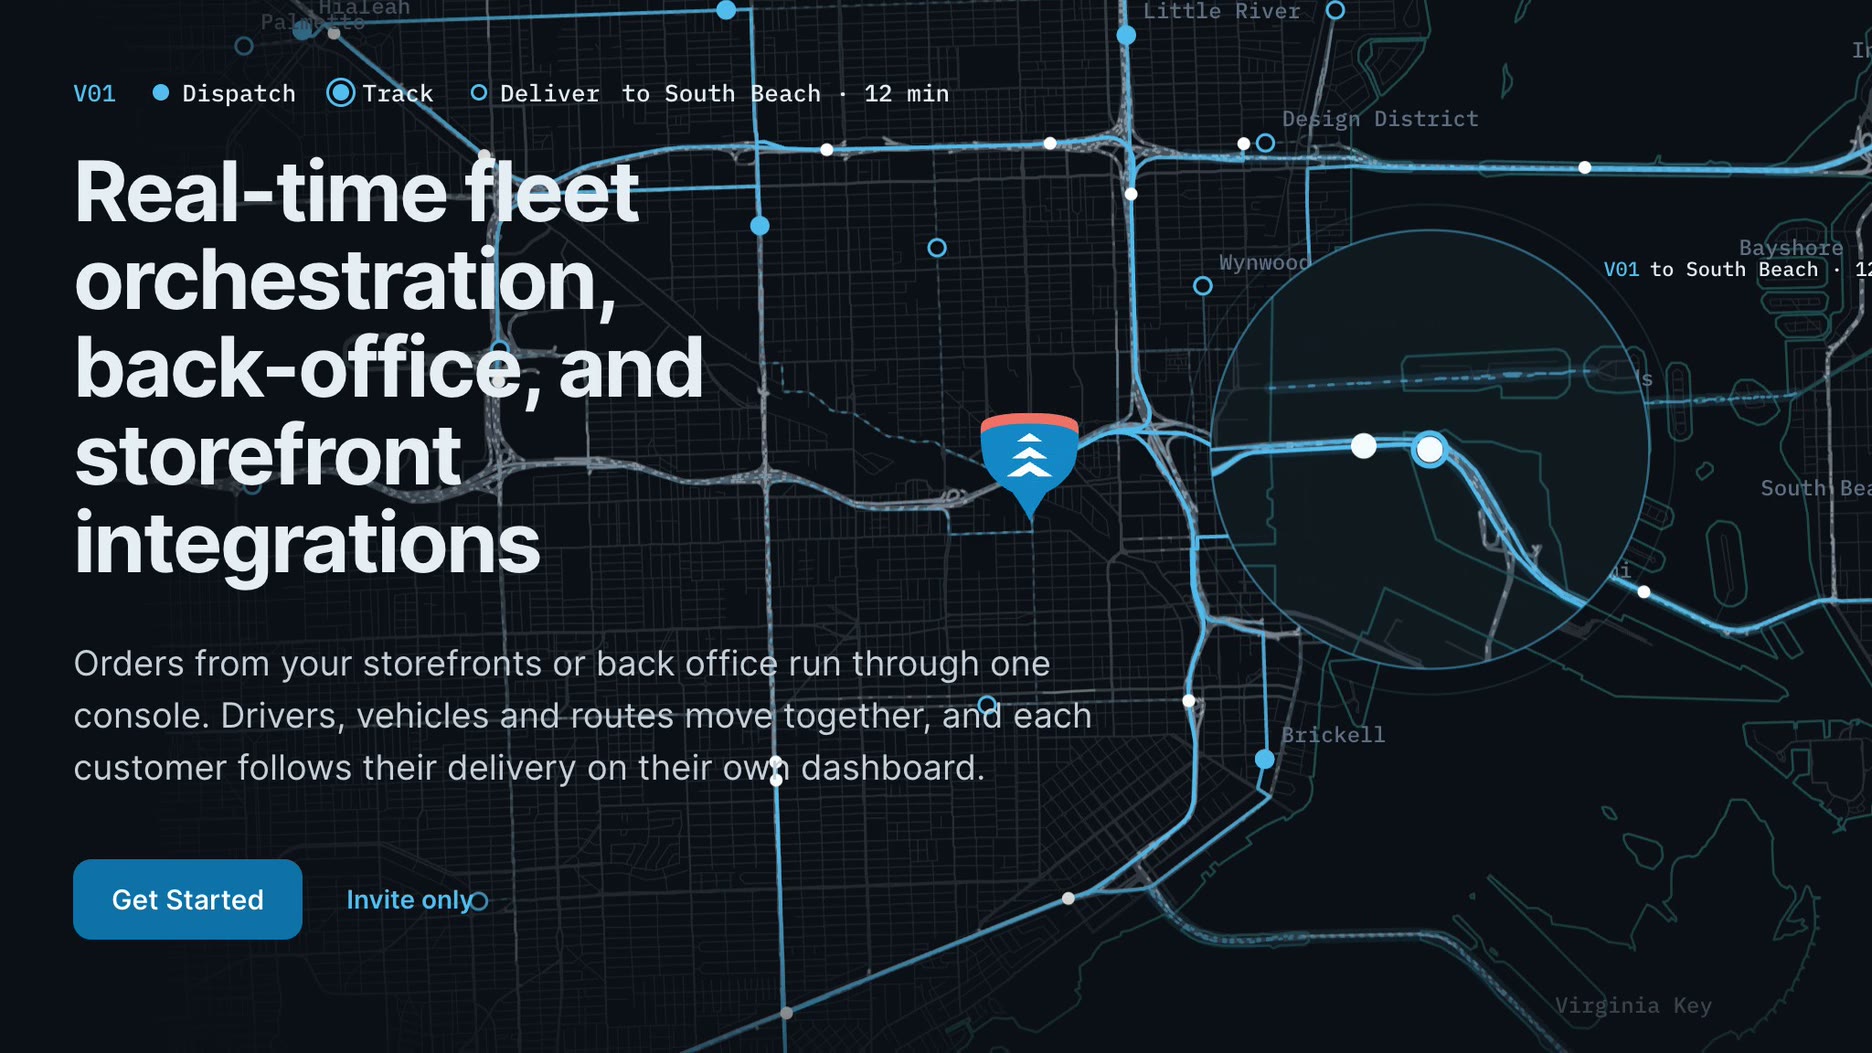 Hialeah
Palmetto
Little River
V01 Dispatch Track Deliver to South Beach · 12 min
Design District
Real-time fleet
orchestration,
back-office, and
storefront
integrations
Wynwood
Bayshore
V01 to South Beach · 12
South Bea
Orders from your storefronts or back office run through one
console. Drivers, vehicles and routes move together, and each
customer follows their delivery on their own dashboard.
Brickell
Get Started Invite only
Virginia Key